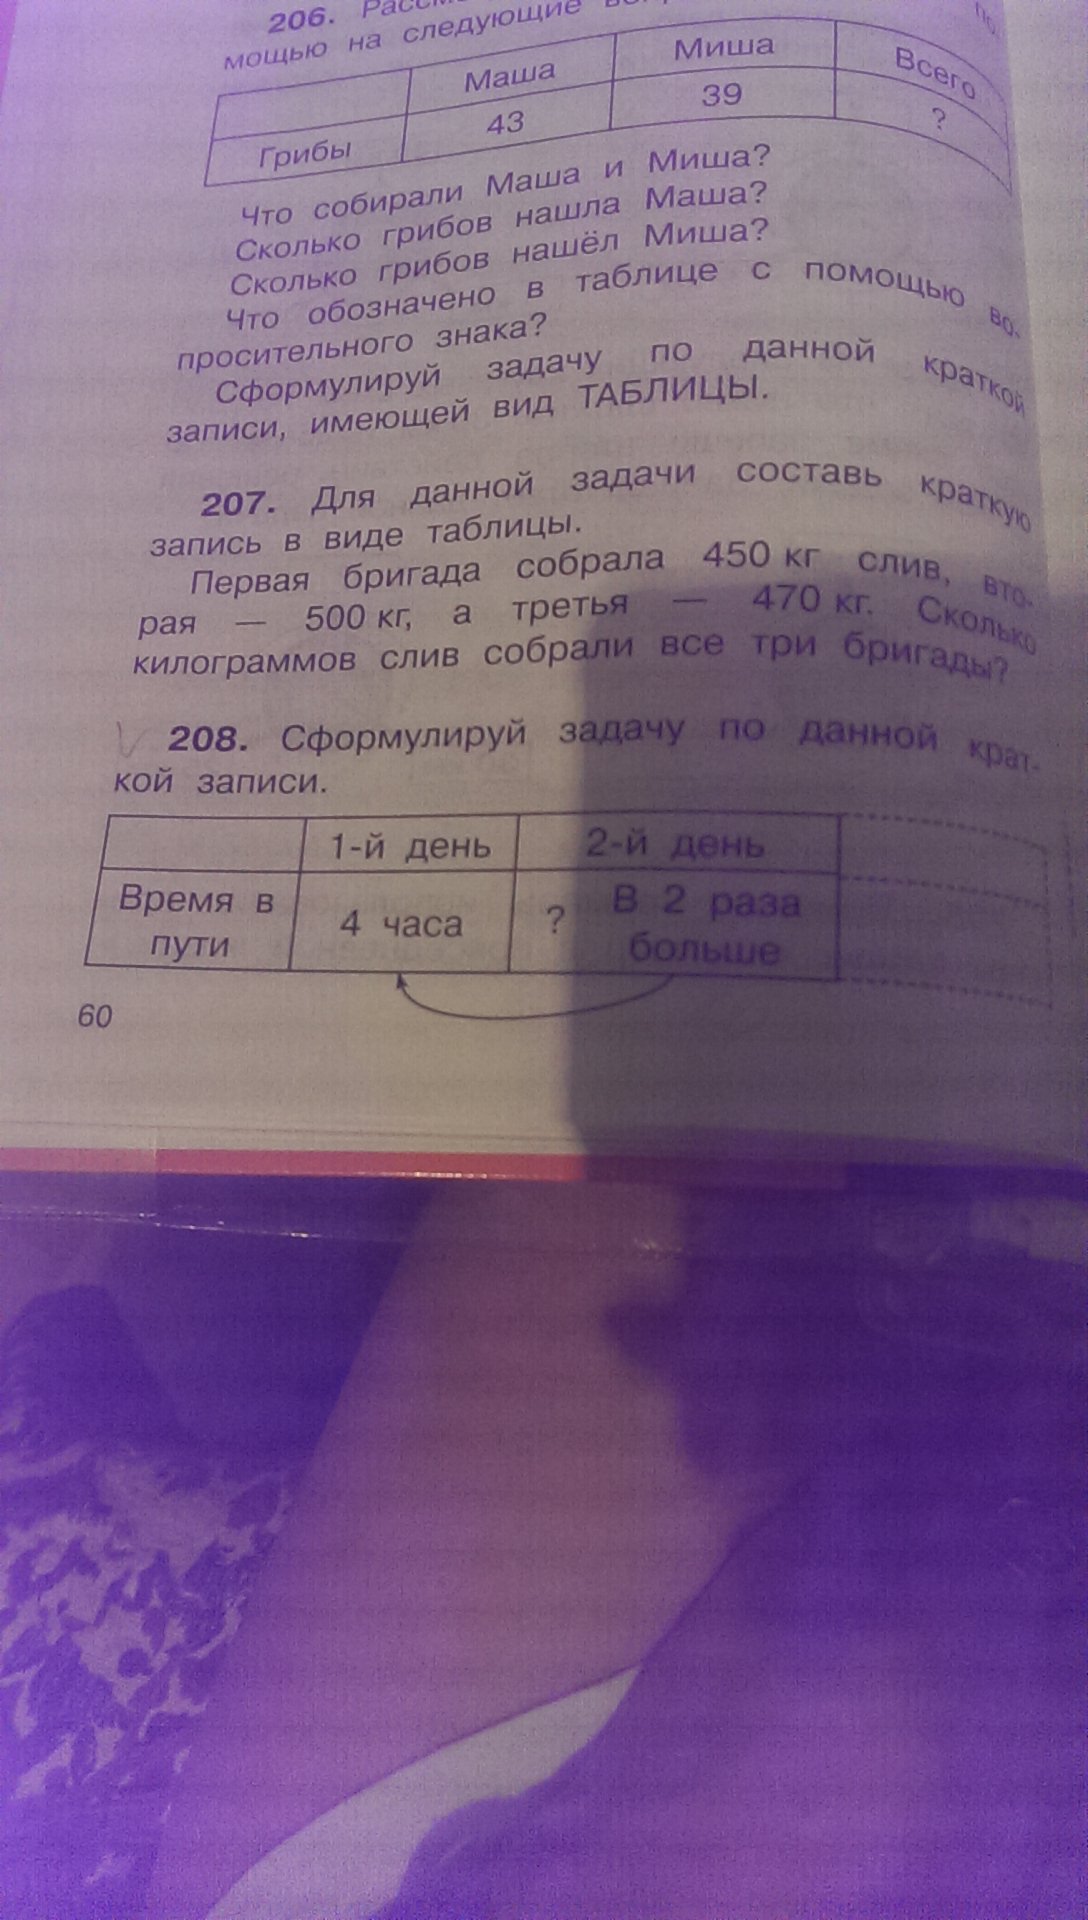 206.
мощью на следующие
Маша Миша Всего
Грибы 43 39 ?
Что собирали Маша и Миша?
Сколько грибов нашла Маша?
Сколько грибов нашёл Миша?
Что обозначено в таблице с помощью во-
просительного знака?
Сформулируй задачу по данной краткой
записи, имеющей вид ТАБЛИЦЫ.
207. Для данной задачи составь краткую
запись в виде таблицы.
Первая бригада собрала 450 кг слив, вто-
рая — 500 кг, а третья — 470 кг. Сколько
килограммов слив собрали все три бригады?
208. Сформулируй задачу по данной крат-
кой записи.
1-й день 2-й день
Время в
пути
4 часа
? В 2 раза
больше
60